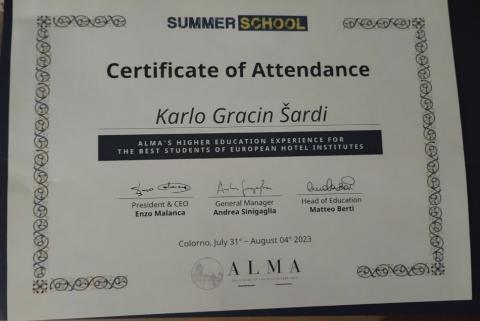 SUMMER SCHOOL
Certificate of Attendance
Karlo Gracin Šardi
ALMA'S HIGHER EDUCATION EXPERIENCE FOR
THE BEST STUDENTS OF EUROPEAN HOTEL INSTITUTES
President & CEO
Enzo Malanca
General Manager
Andrea Sinigaglia
Head of Education
Matteo Berti
Colorno, July 31° – August 04° 2023
ALMA